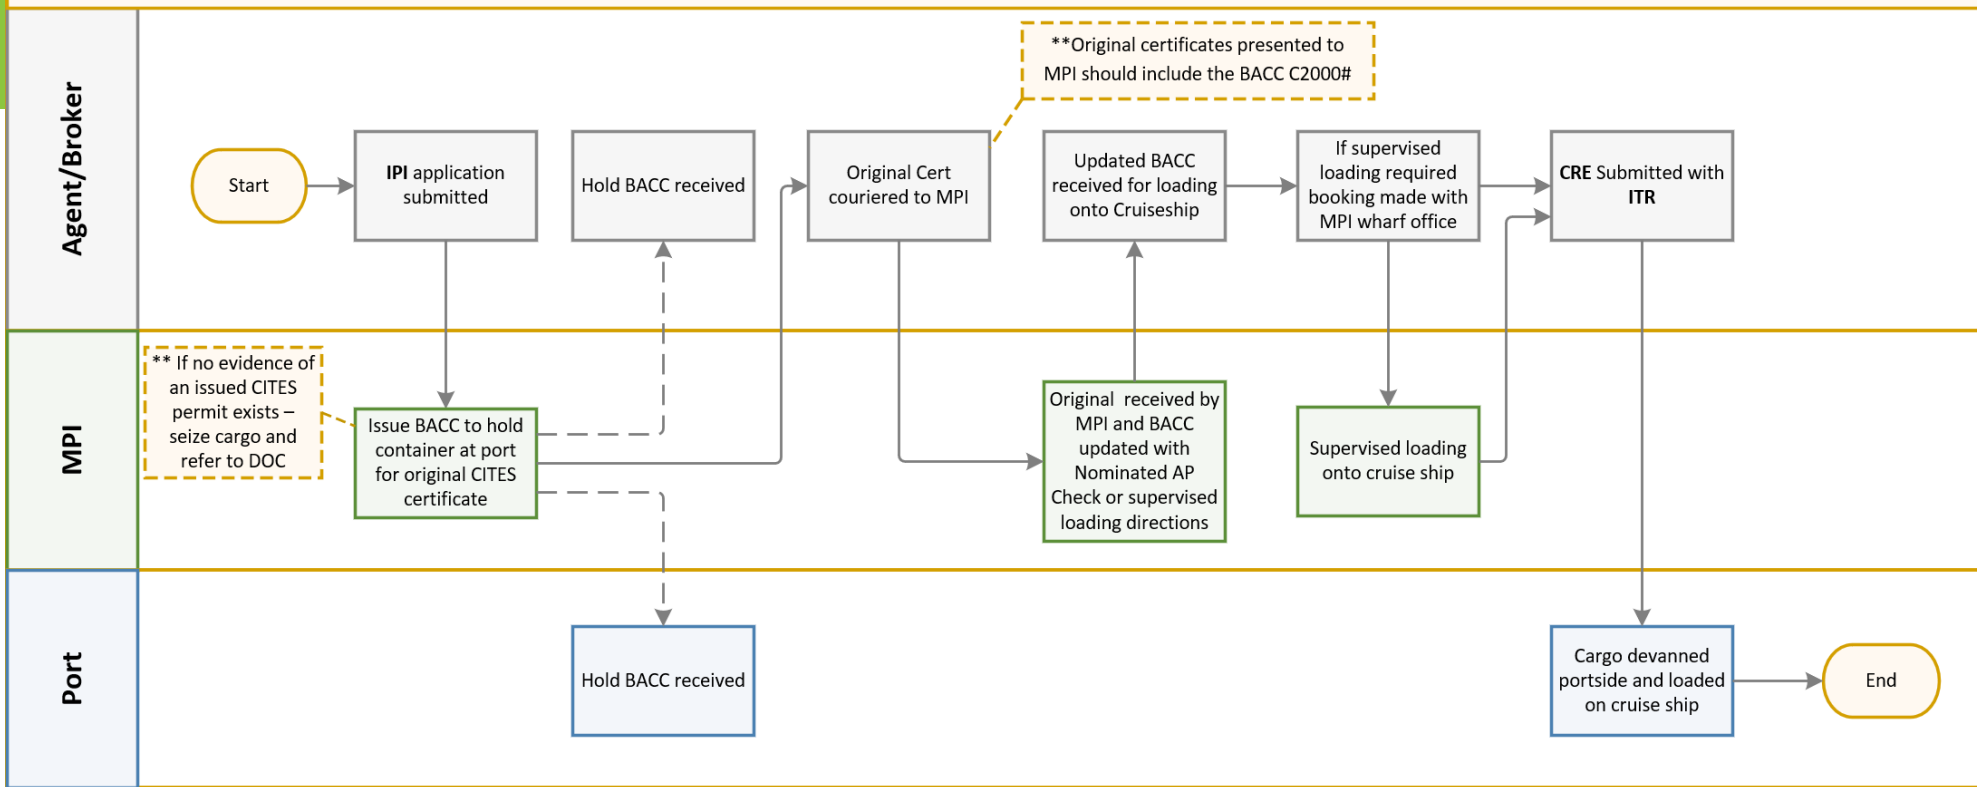 Agent/Broker
**Original certificates presented to
MPI should include the BACC C2000#
Start
IPI application
submitted
Hold BACC received
Original Cert
couriered to MPI
Updated BACC
received for loading
onto Cruiseship
If supervised
loading required
booking made with
MPI wharf office
CRE Submitted with
ITR
MPI
** If no evidence of
an issued CITES
permit exists –
seize cargo and
refer to DOC
Issue BACC to hold
container at port
for original CITES
certificate
Original  received by
MPI and BACC
updated with
Nominated AP
Check or supervised
loading directions
Supervised loading
onto cruise ship
Port
Hold BACC received
Cargo devanned
portside and loaded
on cruise ship
End